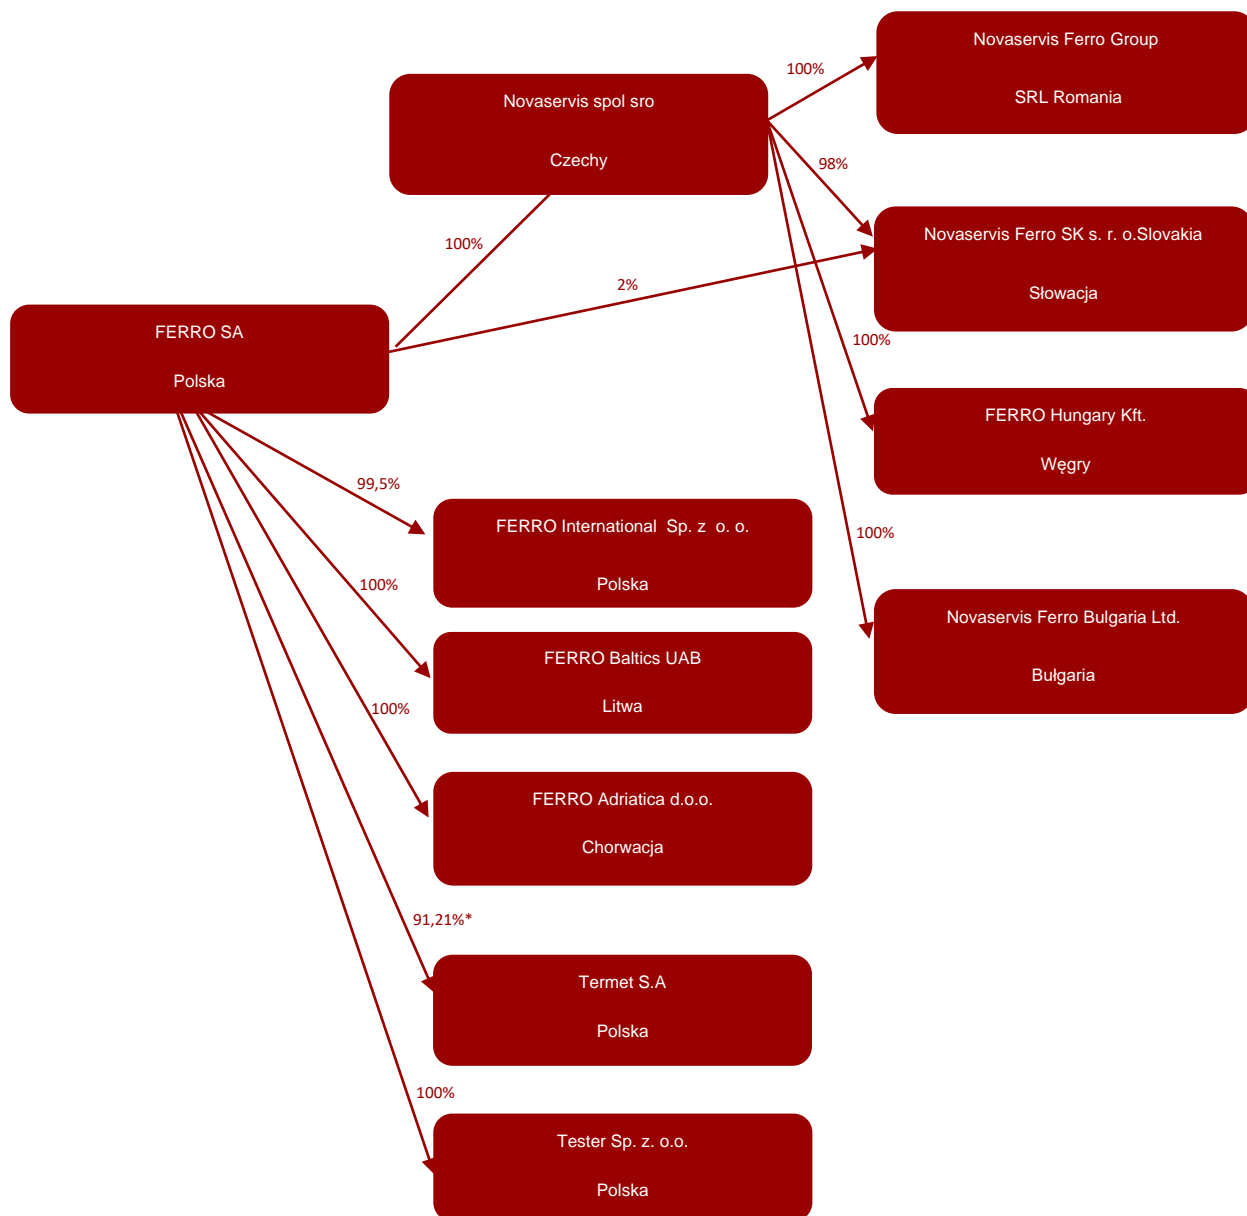 Novaservis Ferro Group
SRL Romania
100%
Novaservis spol sro
Czechy
98%
Novaservis Ferro SK s. r. o.Slovakia
Słowacja
100%
2%
FERRO SA
Polska
100%
FERRO Hungary Kft.
Węgry
99,5%
FERRO International  Sp. z  o. o.
Polska
100%
100%
Novaservis Ferro Bulgaria Ltd.
Bułgaria
FERRO Baltics UAB
Litwa
100%
FERRO Adriatica d.o.o.
Chorwacja
91,21%*
Termet S.A
Polska
100%
Tester Sp. z. o.o.
Polska